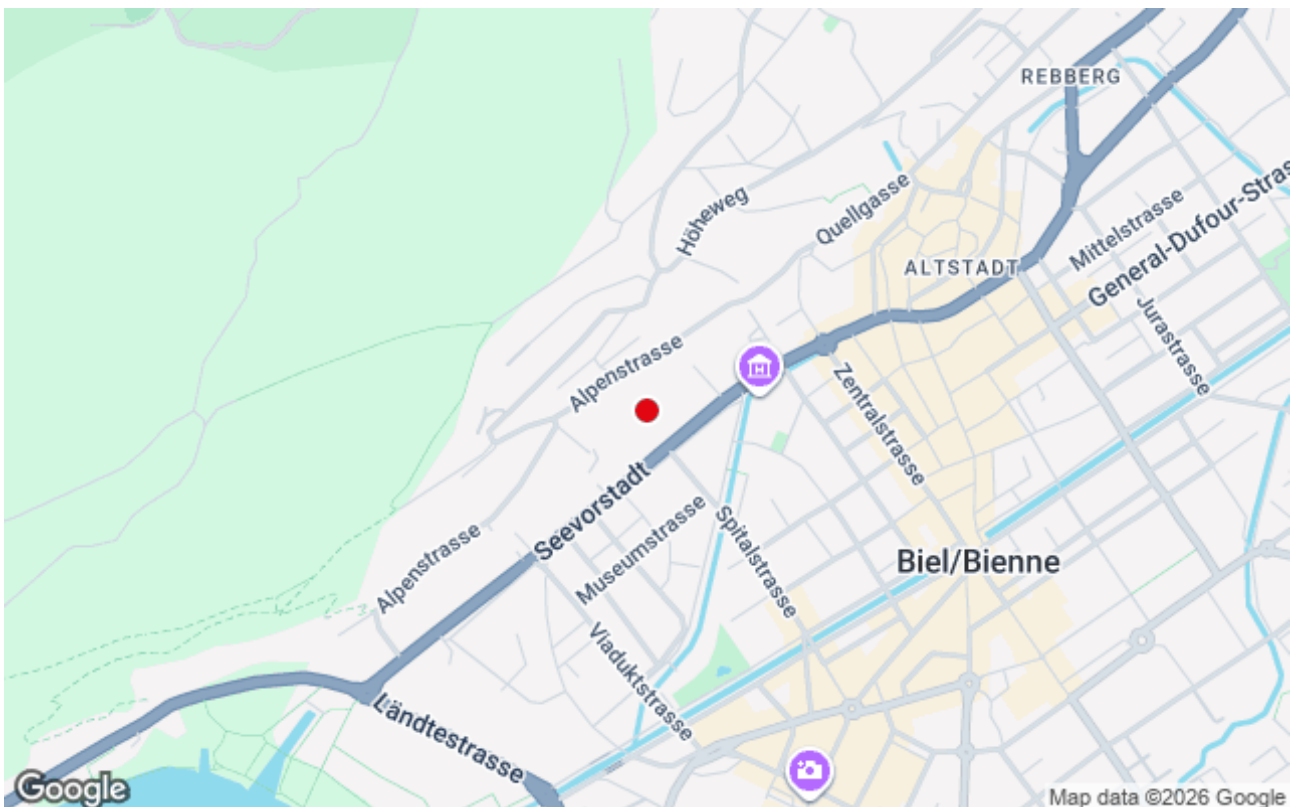 REBBERG
Höheweg
Quellgasse
Mittelstrasse
ALTSTADT
General-Dufour-Stras
Jurastrasse
Alpenstrasse
Zentralstrasse
Seevorstadt
Spitalstrasse
Museumstrasse
Biel/Bienne
Alpenstrasse
Viaduktstrasse
Ländtestrasse
Google
Map data ©2026 Google